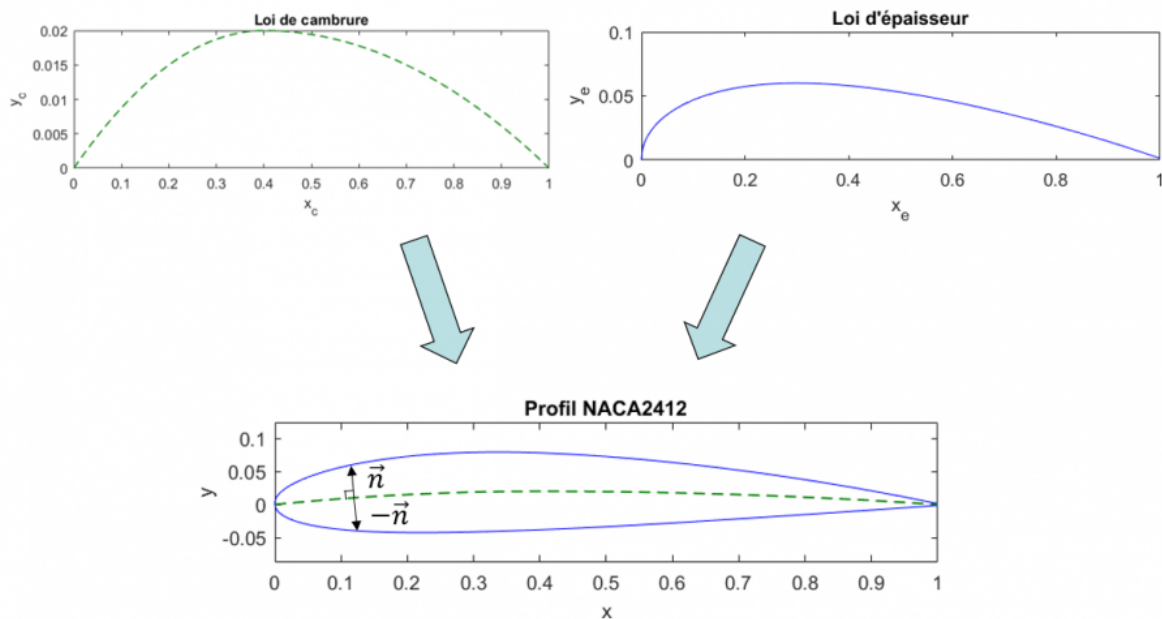 Loi de cambrure
0.02
0.015
0.01
0.005
0
y_c
0 0.1 0.2 0.3 0.4 0.5 0.6 0.7 0.8 0.9 1
x_c
Loi d'épaisseur
0.1
0.05
0
y_e
0 0.2 0.4 0.6 0.8 1
x_e
Profil NACA2412
0.1
0.05
0
-0.05
y
n⃗
−n⃗
0 0.1 0.2 0.3 0.4 0.5 0.6 0.7 0.8 0.9 1
x